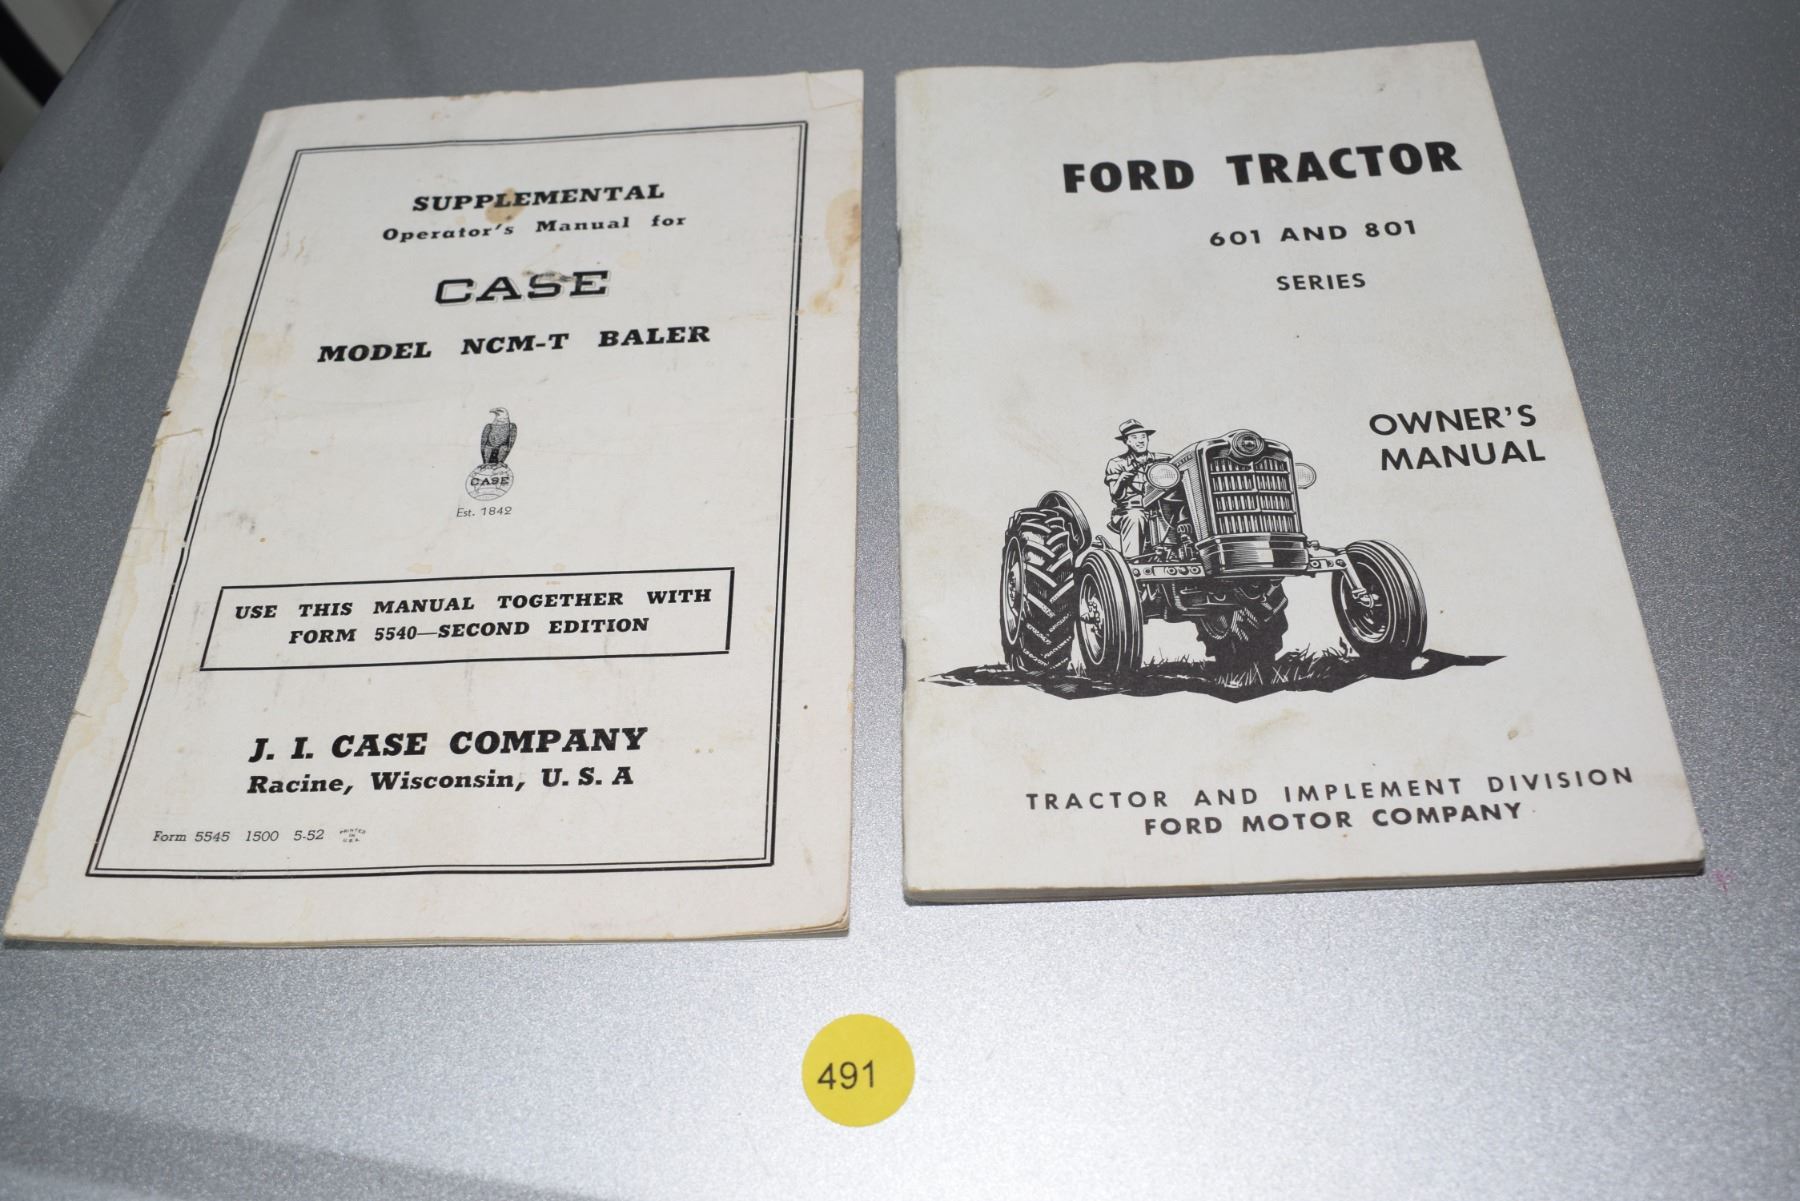 SUPPLEMENTAL
Operator's Manual for
CASE
MODEL NCM-T BALER
CASE
Est. 1842
USE THIS MANUAL TOGETHER WITH
FORM 5540—SECOND EDITION
J. I. CASE COMPANY
Racine, Wisconsin, U. S. A
Form 5545 1500 5-52
PRINTED
IN
U.S.A.
FORD TRACTOR
601 AND 801
SERIES
OWNER'S
MANUAL
TRACTOR AND IMPLEMENT DIVISION
FORD MOTOR COMPANY
491